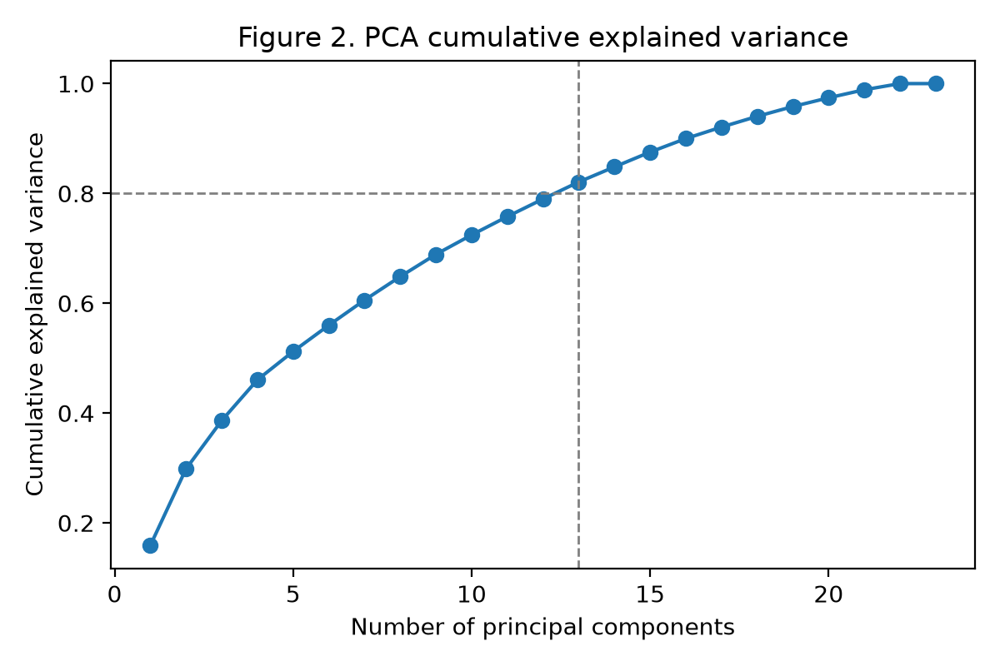 Figure 2. PCA cumulative explained variance
Cumulative explained variance
1.0
0.8
0.6
0.4
0.2
0 5 10 15 20
Number of principal components